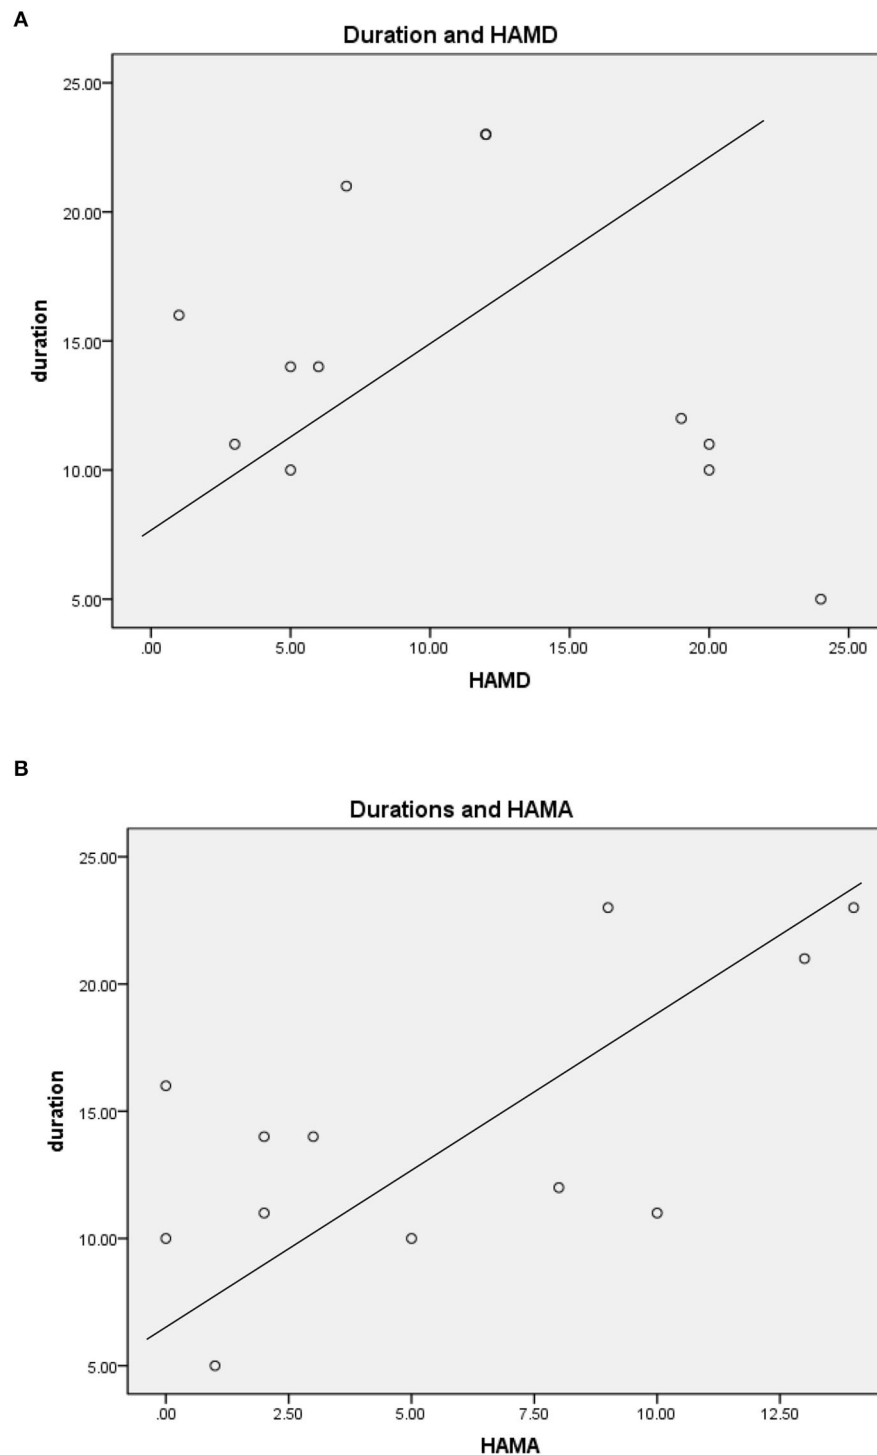 A
Duration and HAMD
25.00
20.00
15.00
10.00
5.00
duration
.00 5.00 10.00 15.00 20.00 25.00
HAMD
B
Durations and HAMA
25.00
20.00
15.00
10.00
5.00
duration
.00 2.50 5.00 7.50 10.00 12.50
HAMA